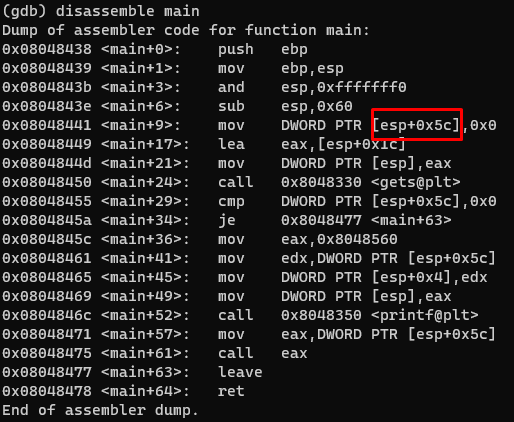 (gdb) disassemble main
Dump of assembler code for function main:
0x08048438 <main+0>:    push   ebp
0x08048439 <main+1>:    mov    ebp,esp
0x0804843b <main+3>:    and    esp,0xfffffff0
0x0804843e <main+6>:    sub    esp,0x60
0x08048441 <main+9>:    mov    DWORD PTR [esp+0x5c],0x0
0x08048449 <main+17>:   lea    eax,[esp+0x1c]
0x0804844d <main+21>:   mov    DWORD PTR [esp],eax
0x08048450 <main+24>:   call   0x8048330 <gets@plt>
0x08048455 <main+29>:   cmp    DWORD PTR [esp+0x5c],0x0
0x0804845a <main+34>:   je     0x8048477 <main+63>
0x0804845c <main+36>:   mov    eax,0x8048560
0x08048461 <main+41>:   mov    edx,DWORD PTR [esp+0x5c]
0x08048465 <main+45>:   mov    DWORD PTR [esp+0x4],edx
0x08048469 <main+49>:   mov    DWORD PTR [esp],eax
0x0804846c <main+52>:   call   0x8048350 <printf@plt>
0x08048471 <main+57>:   mov    eax,DWORD PTR [esp+0x5c]
0x08048475 <main+61>:   call   eax
0x08048477 <main+63>:   leave
0x08048478 <main+64>:   ret
End of assembler dump.